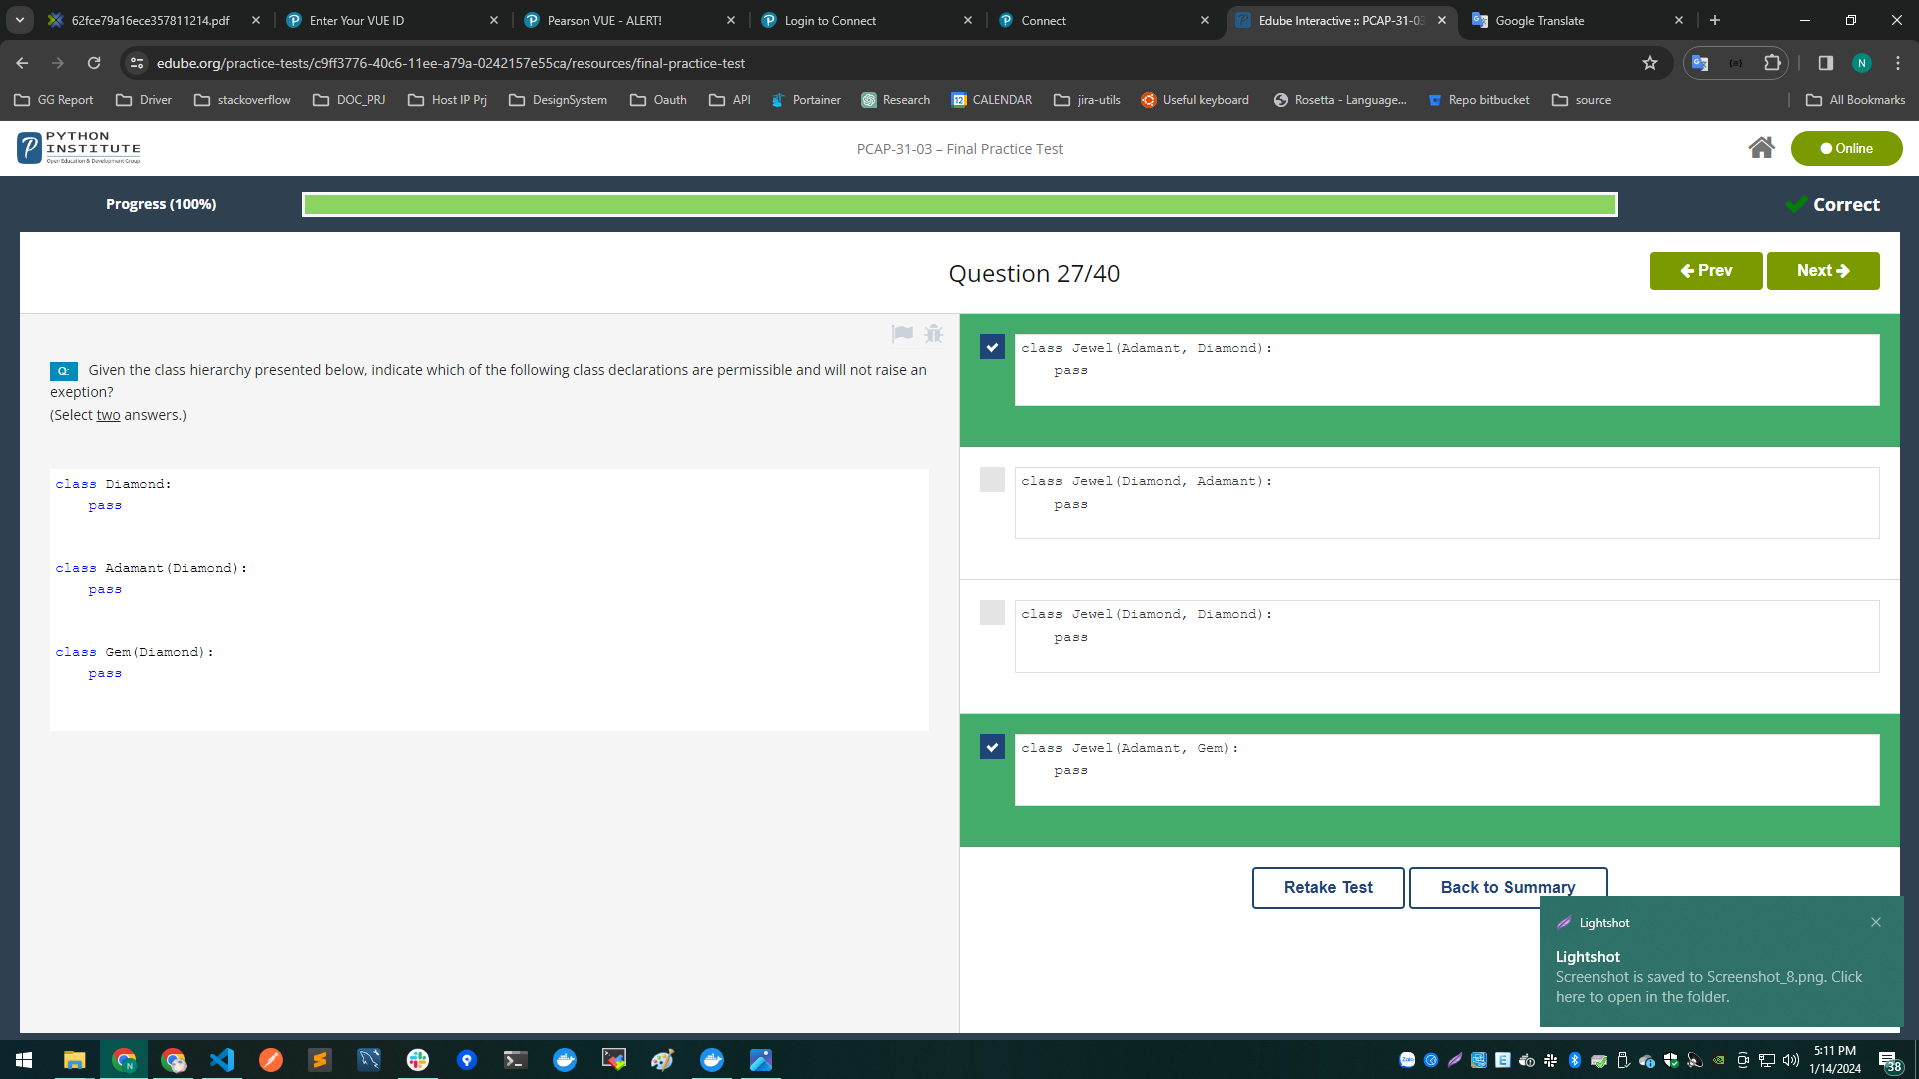 62fce79a16ece357811214.pdf
Enter Your VUE ID
Pearson VUE - ALERT!
Login to Connect
Connect
Edube Interactive :: PCAP-31-03
Google Translate
edube.org/practice-tests/c9ff3776-40c6-11ee-a79a-0242157e55ca/resources/final-practice-test
N
GG Report
Driver
stackoverflow
DOC_PRJ
Host IP Prj
DesignSystem
Oauth
API
Portainer
Research
CALENDAR
jira-utils
Useful keyboard
Rosetta - Language...
Repo bitbucket
source
All Bookmarks
PYTHON
INSTITUTE
Open Education & Development Group
PCAP-31-03 – Final Practice Test
Online
Progress (100%)
Correct
Question 27/40
Prev
Next
Q: Given the class hierarchy presented below, indicate which of the following class declarations are permissible and will not raise an
exeption?
(Select two answers.)
class Diamond:
pass
class Adamant(Diamond):
pass
class Gem(Diamond):
pass
class Jewel(Adamant, Diamond):
pass
class Jewel(Diamond, Adamant):
pass
class Jewel(Diamond, Diamond):
pass
class Jewel(Adamant, Gem):
pass
Retake Test
Back to Summary
Lightshot
Lightshot
Screenshot is saved to Screenshot_8.png. Click
here to open in the folder.
5:11 PM
1/14/2024
38